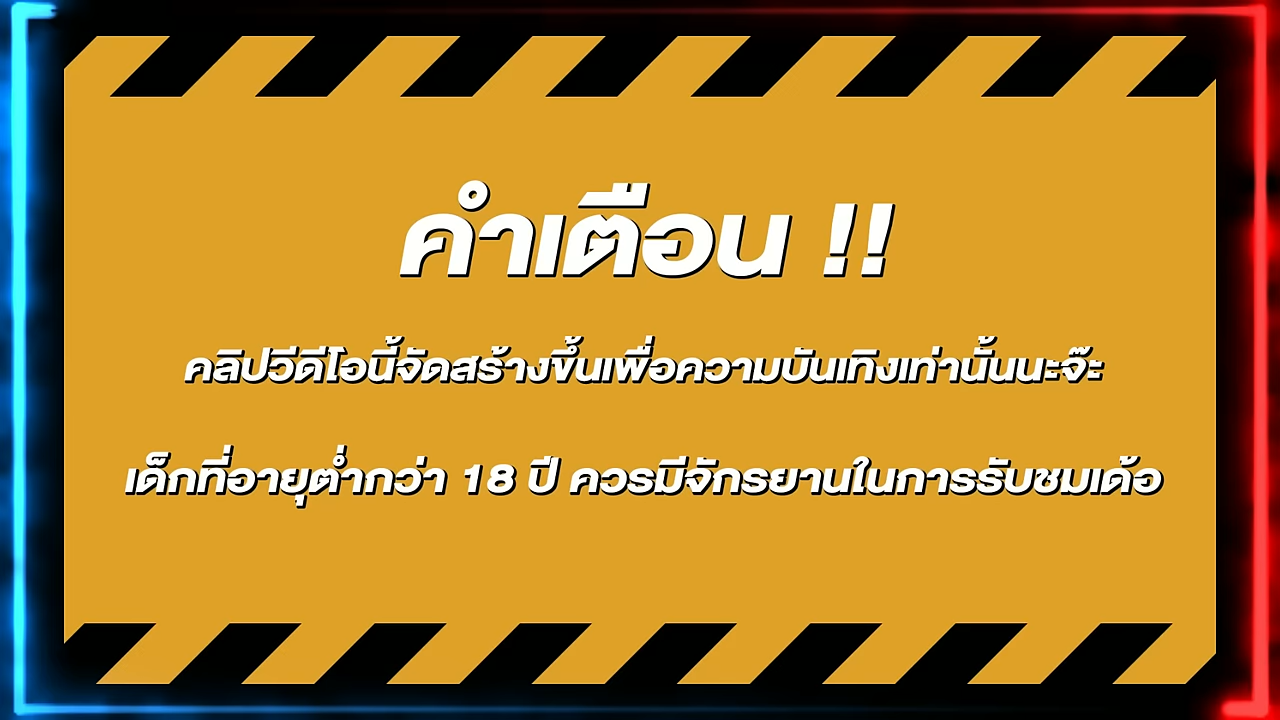 คำเตือน !!
คลิปวีดีโอนี้จัดสร้างขึ้นเพื่อความบันเทิงเท่านั้นนะจ๊ะ
เด็กที่อายุต่ำกว่า 18 ปี ควรมีจักรยานในการรับชมเด้อ